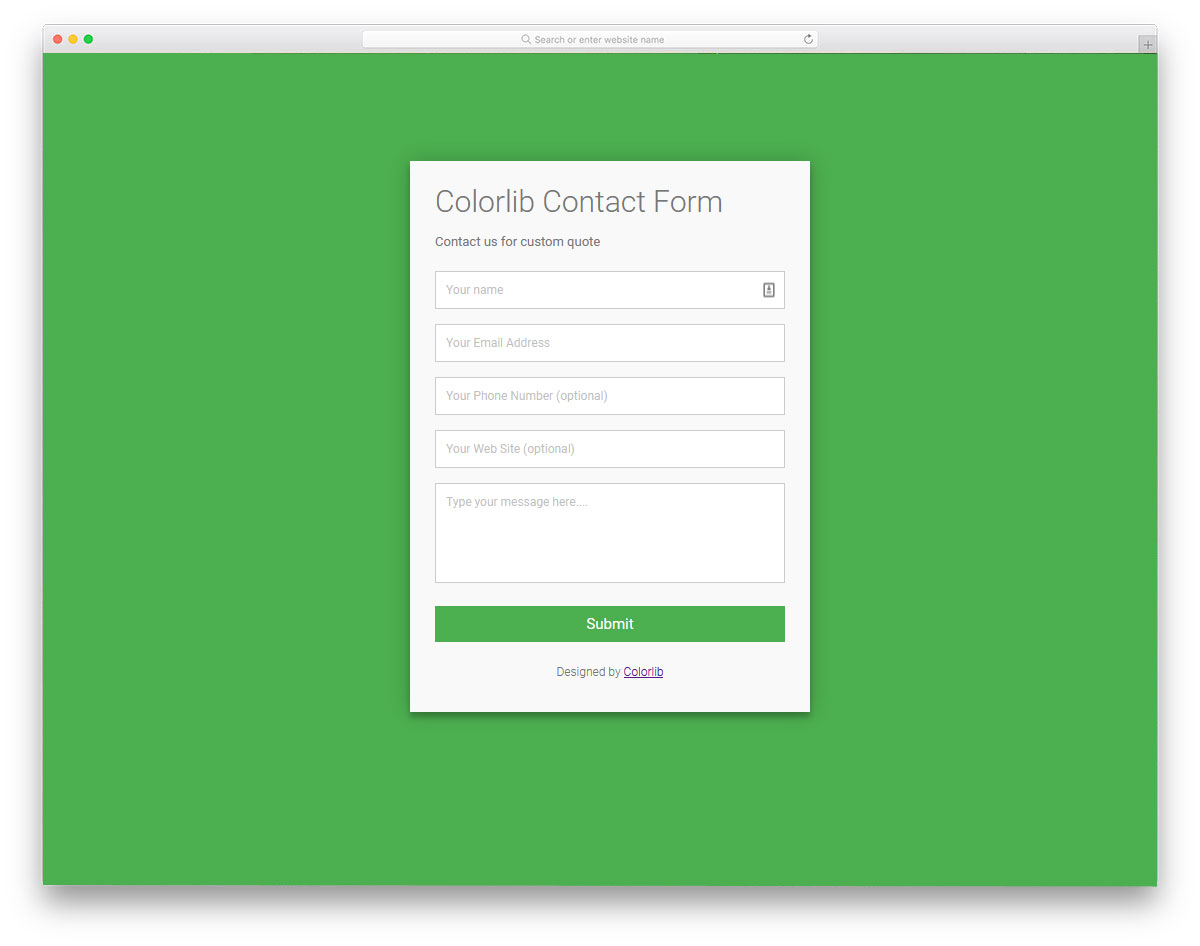 Search or enter website name
Colorlib Contact Form
Contact us for custom quote
Your name
Your Email Address
Your Phone Number (optional)
Your Web Site (optional)
Type your message here....
Submit
Designed by Colorlib